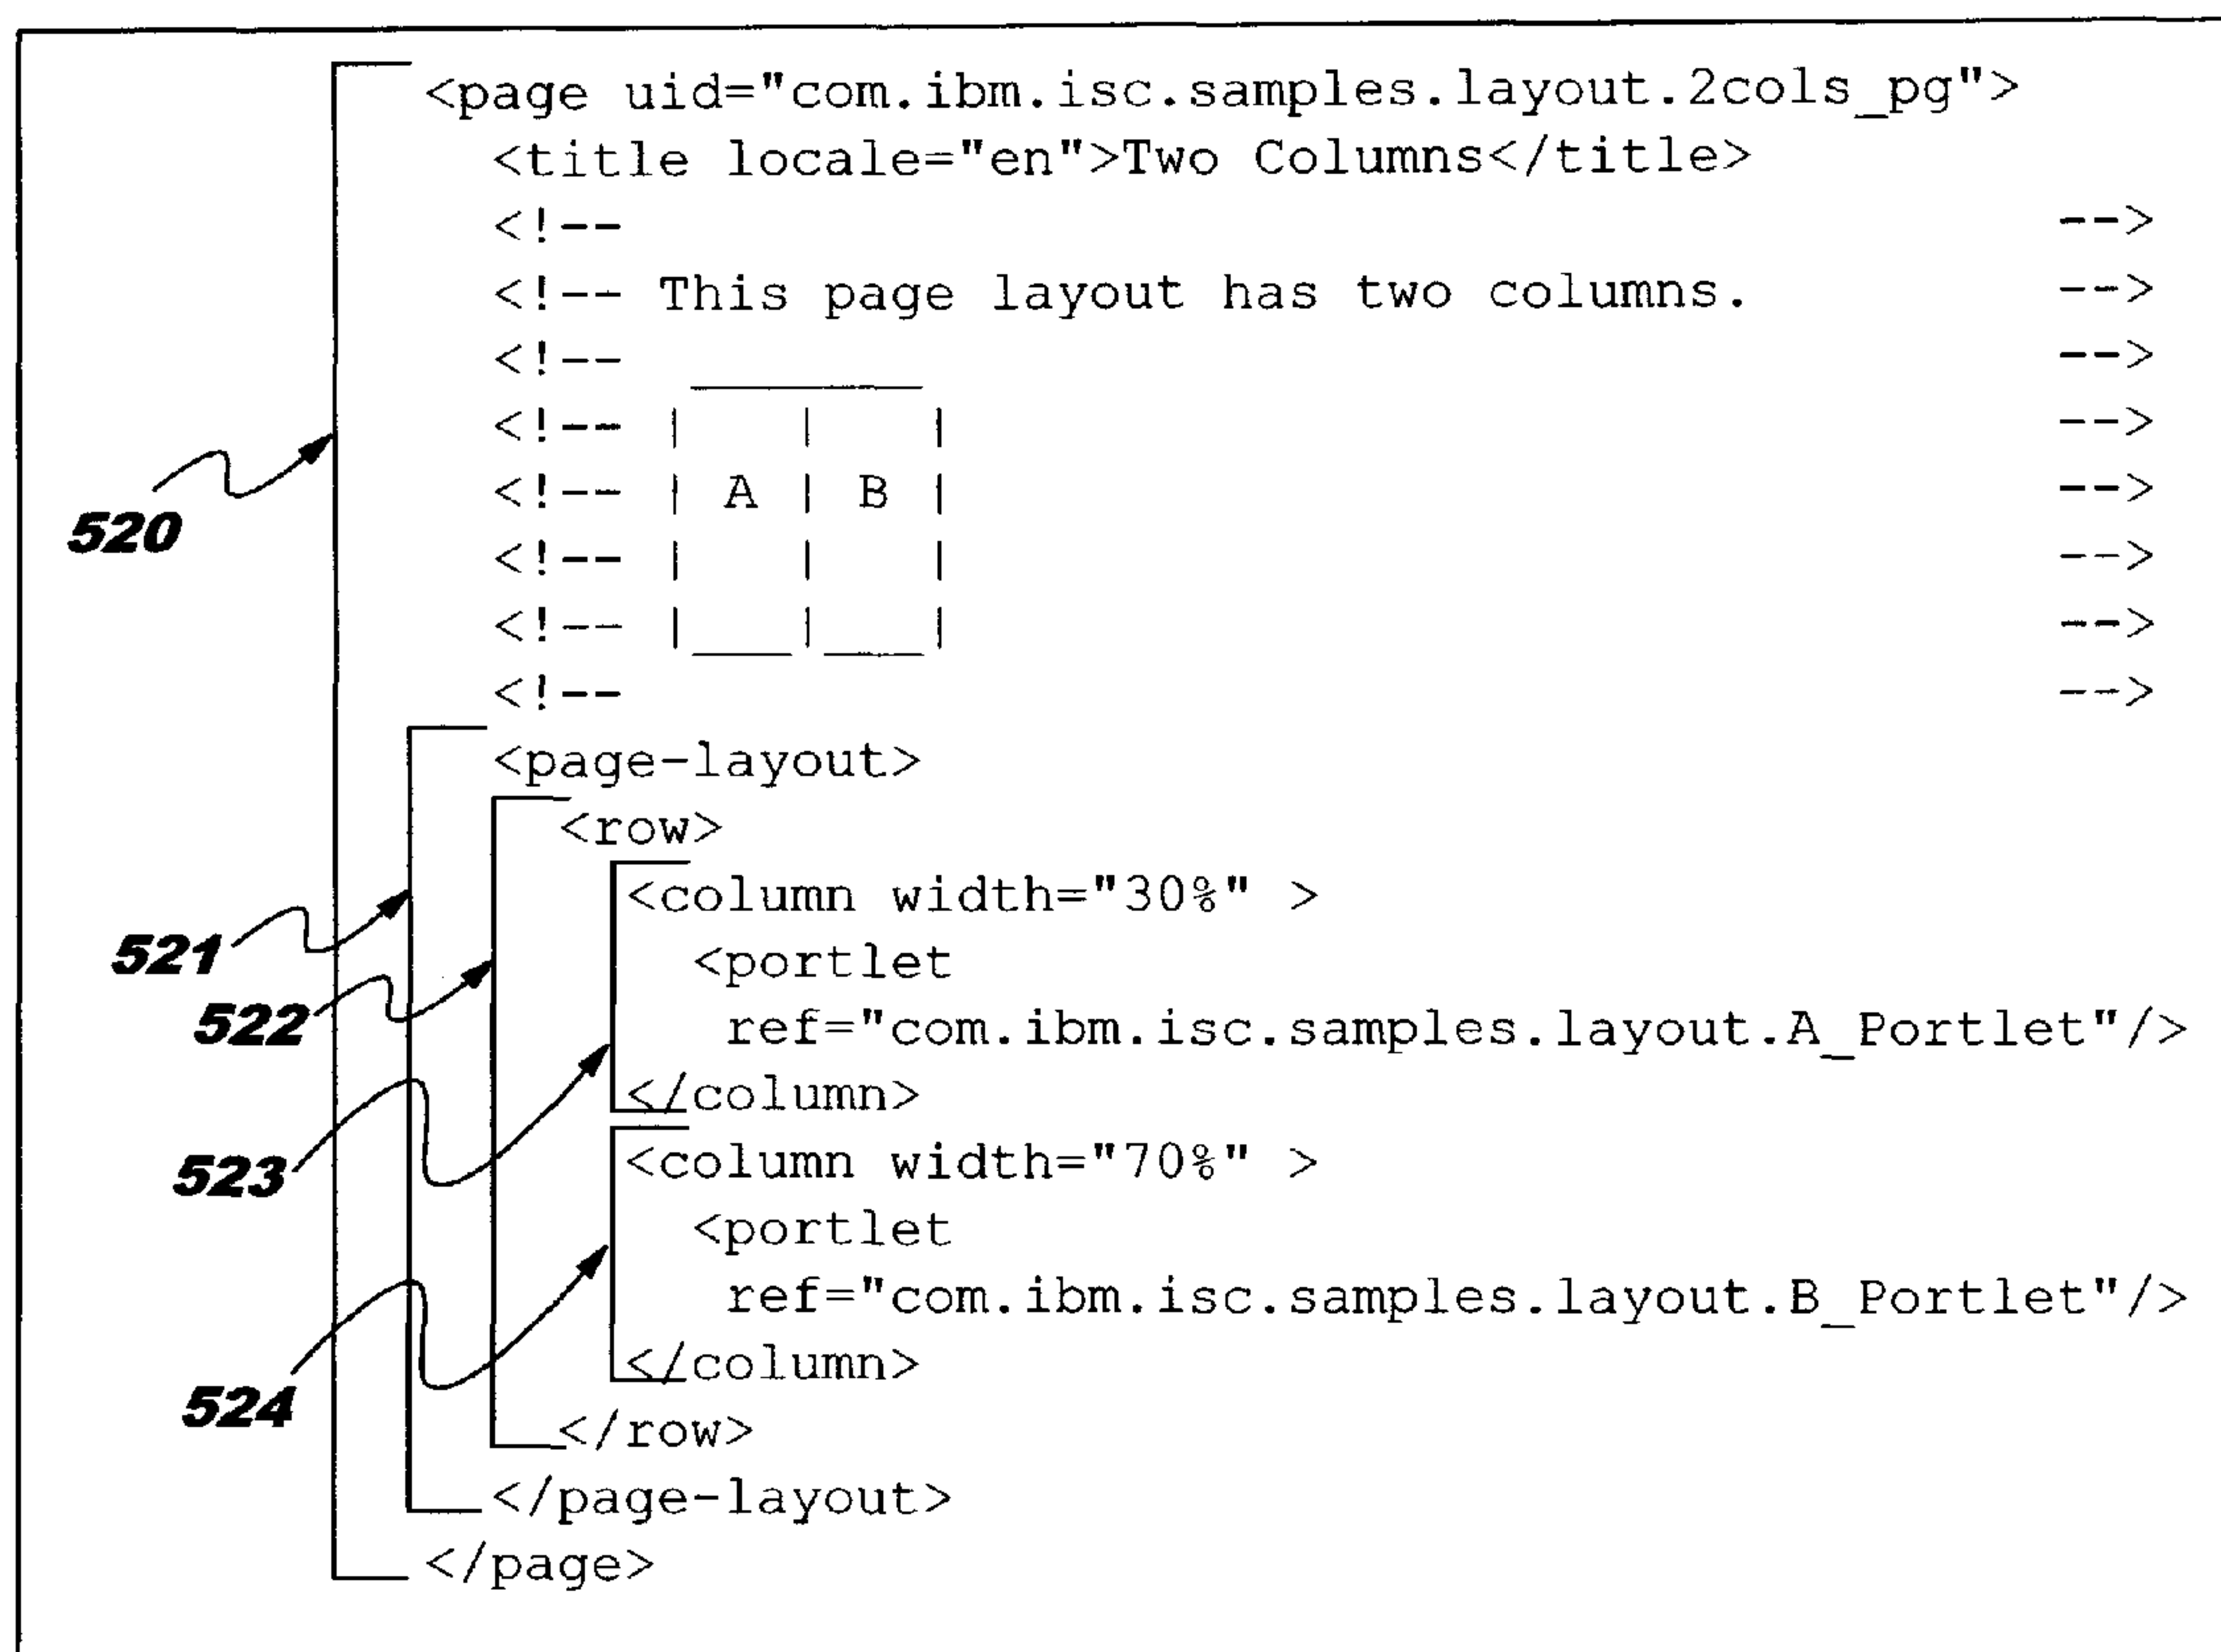 <page uid="com.ibm.isc.samples.layout.2cols_pg">
<title locale="en">Two Columns</title>
<!-- -->
<!-- This page layout has two columns. -->
<!-- -->
<!-- | | | -->
520 <!-- | A | B | -->
<!-- | | | -->
<!-- |___|___| -->
<!-- -->
<page-layout>
<row>
<column width="30%" >
521 <portlet
522 ref="com.ibm.isc.samples.layout.A_Portlet"/>
</column>
523 <column width="70%" >
<portlet
ref="com.ibm.isc.samples.layout.B_Portlet"/>
</column>
524 </row>
</page-layout>
</page>